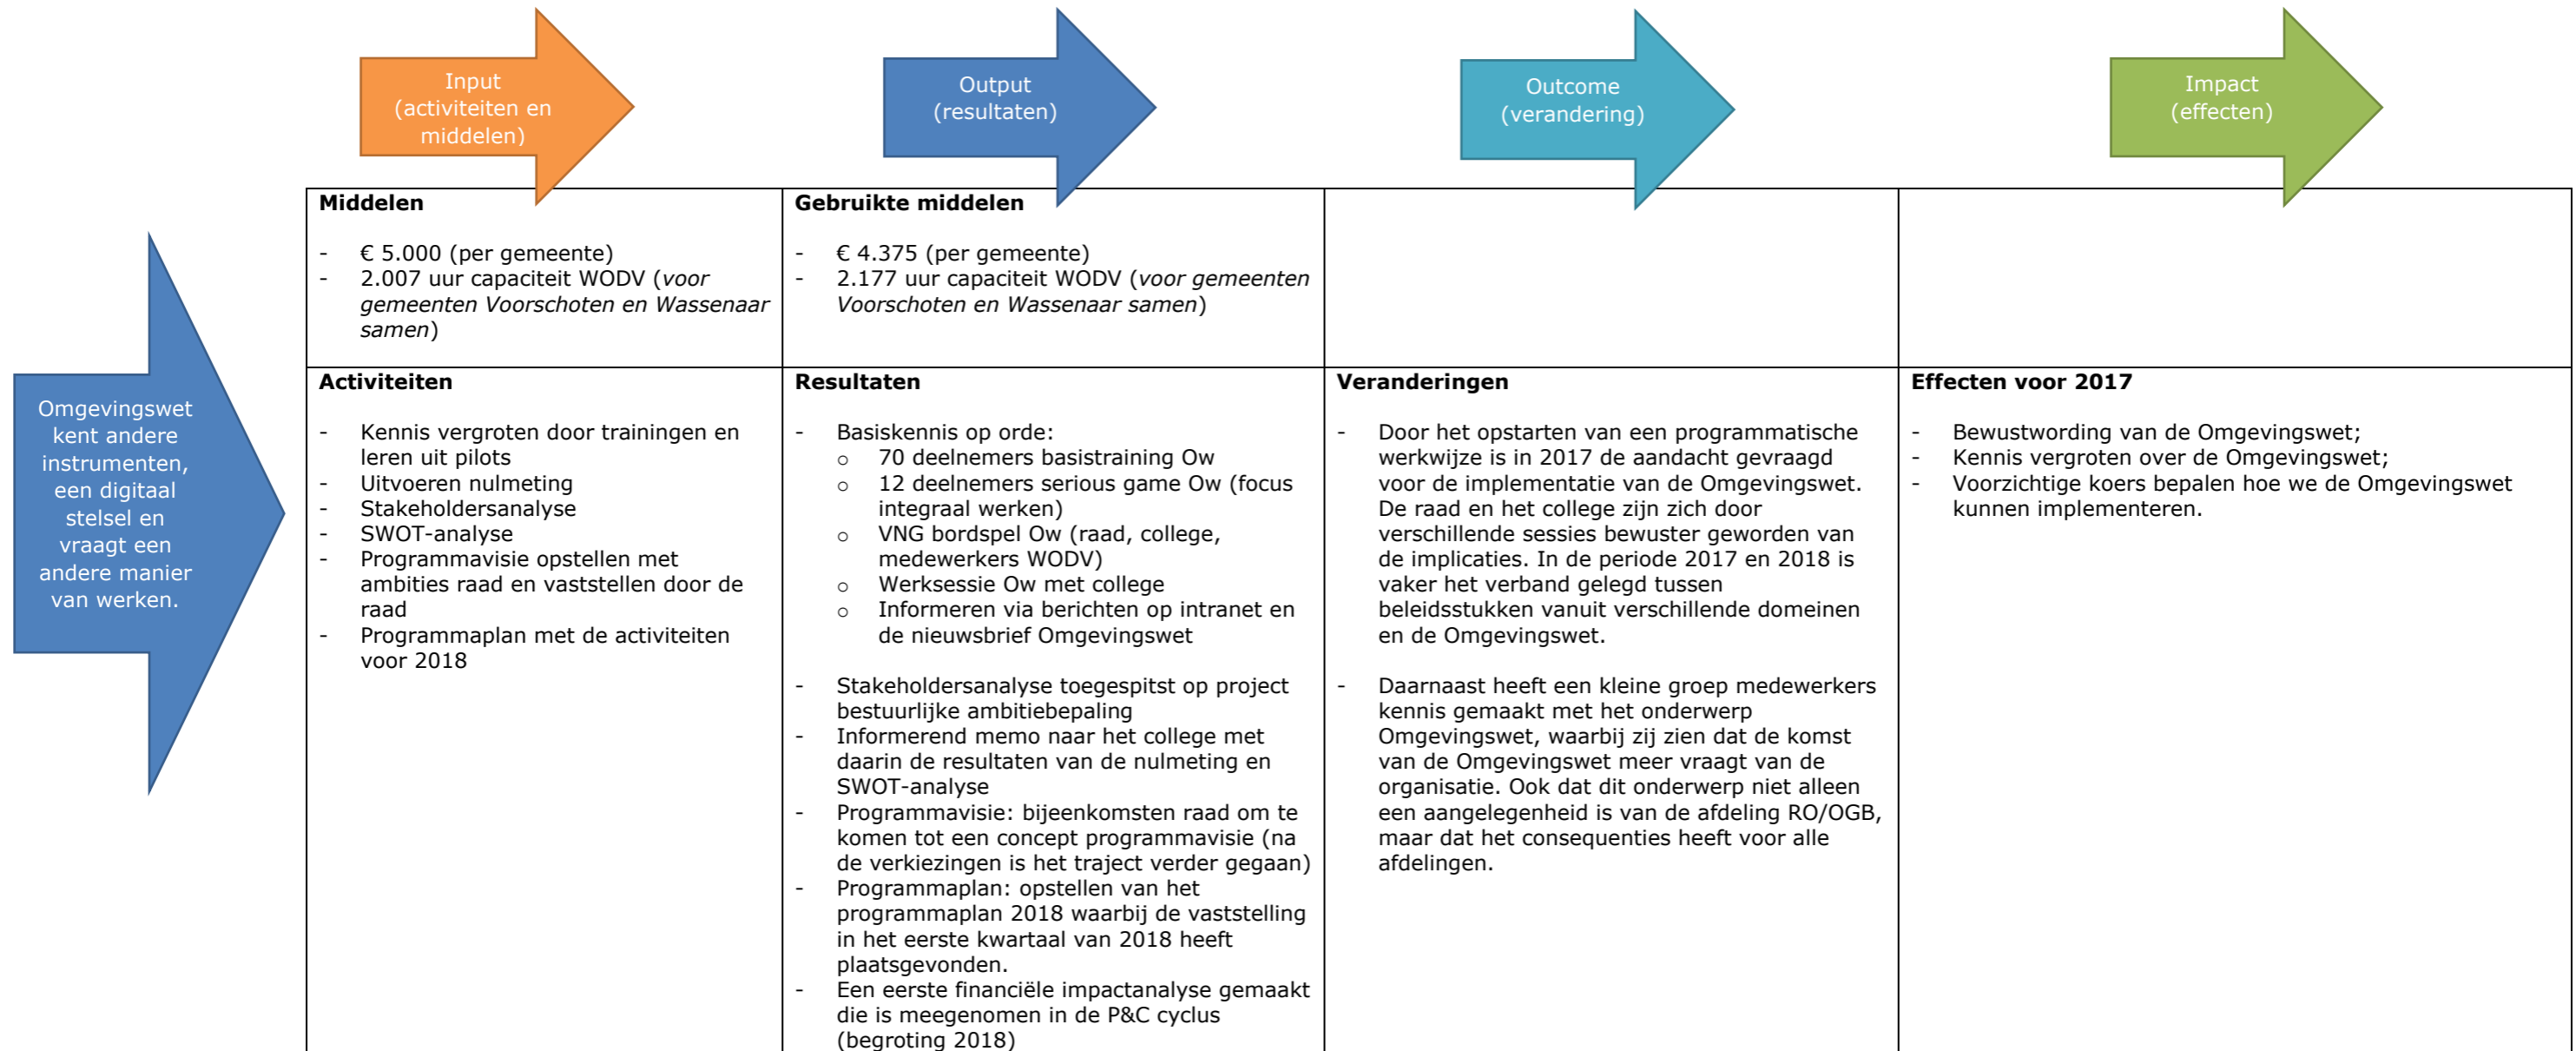 Input
(activiteiten en
middelen)
Output
(resultaten)
Outcome
(verandering)
Impact
(effecten)
Omgevingswet
kent andere
instrumenten,
een digitaal
stelsel en
vraagt een
andere manier
van werken.
Middelen
- € 5.000 (per gemeente)
- 2.007 uur capaciteit WODV (voor
gemeenten Voorschoten en Wassenaar
samen)
Gebruikte middelen
- € 4.375 (per gemeente)
- 2.177 uur capaciteit WODV (voor gemeenten
Voorschoten en Wassenaar samen)
Activiteiten
- Kennis vergroten door trainingen en
leren uit pilots
- Uitvoeren nulmeting
- Stakeholdersanalyse
- SWOT-analyse
- Programmavisie opstellen met
ambities raad en vaststellen door de
raad
- Programmaplan met de activiteiten
voor 2018
Resultaten
- Basiskennis op orde:
o 70 deelnemers basistraining Ow
o 12 deelnemers serious game Ow (focus
integraal werken)
o VNG bordspel Ow (raad, college,
medewerkers WODV)
o Werksessie Ow met college
o Informeren via berichten op intranet en
de nieuwsbrief Omgevingswet
- Stakeholdersanalyse toegespitst op project
bestuurlijke ambitiebepaling
- Informerend memo naar het college met
daarin de resultaten van de nulmeting en
SWOT-analyse
- Programmavisie: bijeenkomsten raad om te
komen tot een concept programmavisie (na
de verkiezingen is het traject verder gegaan)
- Programmaplan: opstellen van het
programmaplan 2018 waarbij de vaststelling
in het eerste kwartaal van 2018 heeft
plaatsgevonden.
- Een eerste financiële impactanalyse gemaakt
die is meegenomen in de P&C cyclus
(begroting 2018)
Veranderingen
- Door het opstarten van een programmatische
werkwijze is in 2017 de aandacht gevraagd
voor de implementatie van de Omgevingswet.
De raad en het college zijn zich door
verschillende sessies bewuster geworden van
de implicaties. In de periode 2017 en 2018 is
vaker het verband gelegd tussen
beleidsstukken vanuit verschillende domeinen
en de Omgevingswet.
- Daarnaast heeft een kleine groep medewerkers
kennis gemaakt met het onderwerp
Omgevingswet, waarbij zij zien dat de komst
van de Omgevingswet meer vraagt van de
organisatie. Ook dat dit onderwerp niet alleen
een aangelegenheid is van de afdeling RO/OGB,
maar dat het consequenties heeft voor alle
afdelingen.
Effecten voor 2017
- Bewustwording van de Omgevingswet;
- Kennis vergroten over de Omgevingswet;
- Voorzichtige koers bepalen hoe we de Omgevingswet
kunnen implementeren.